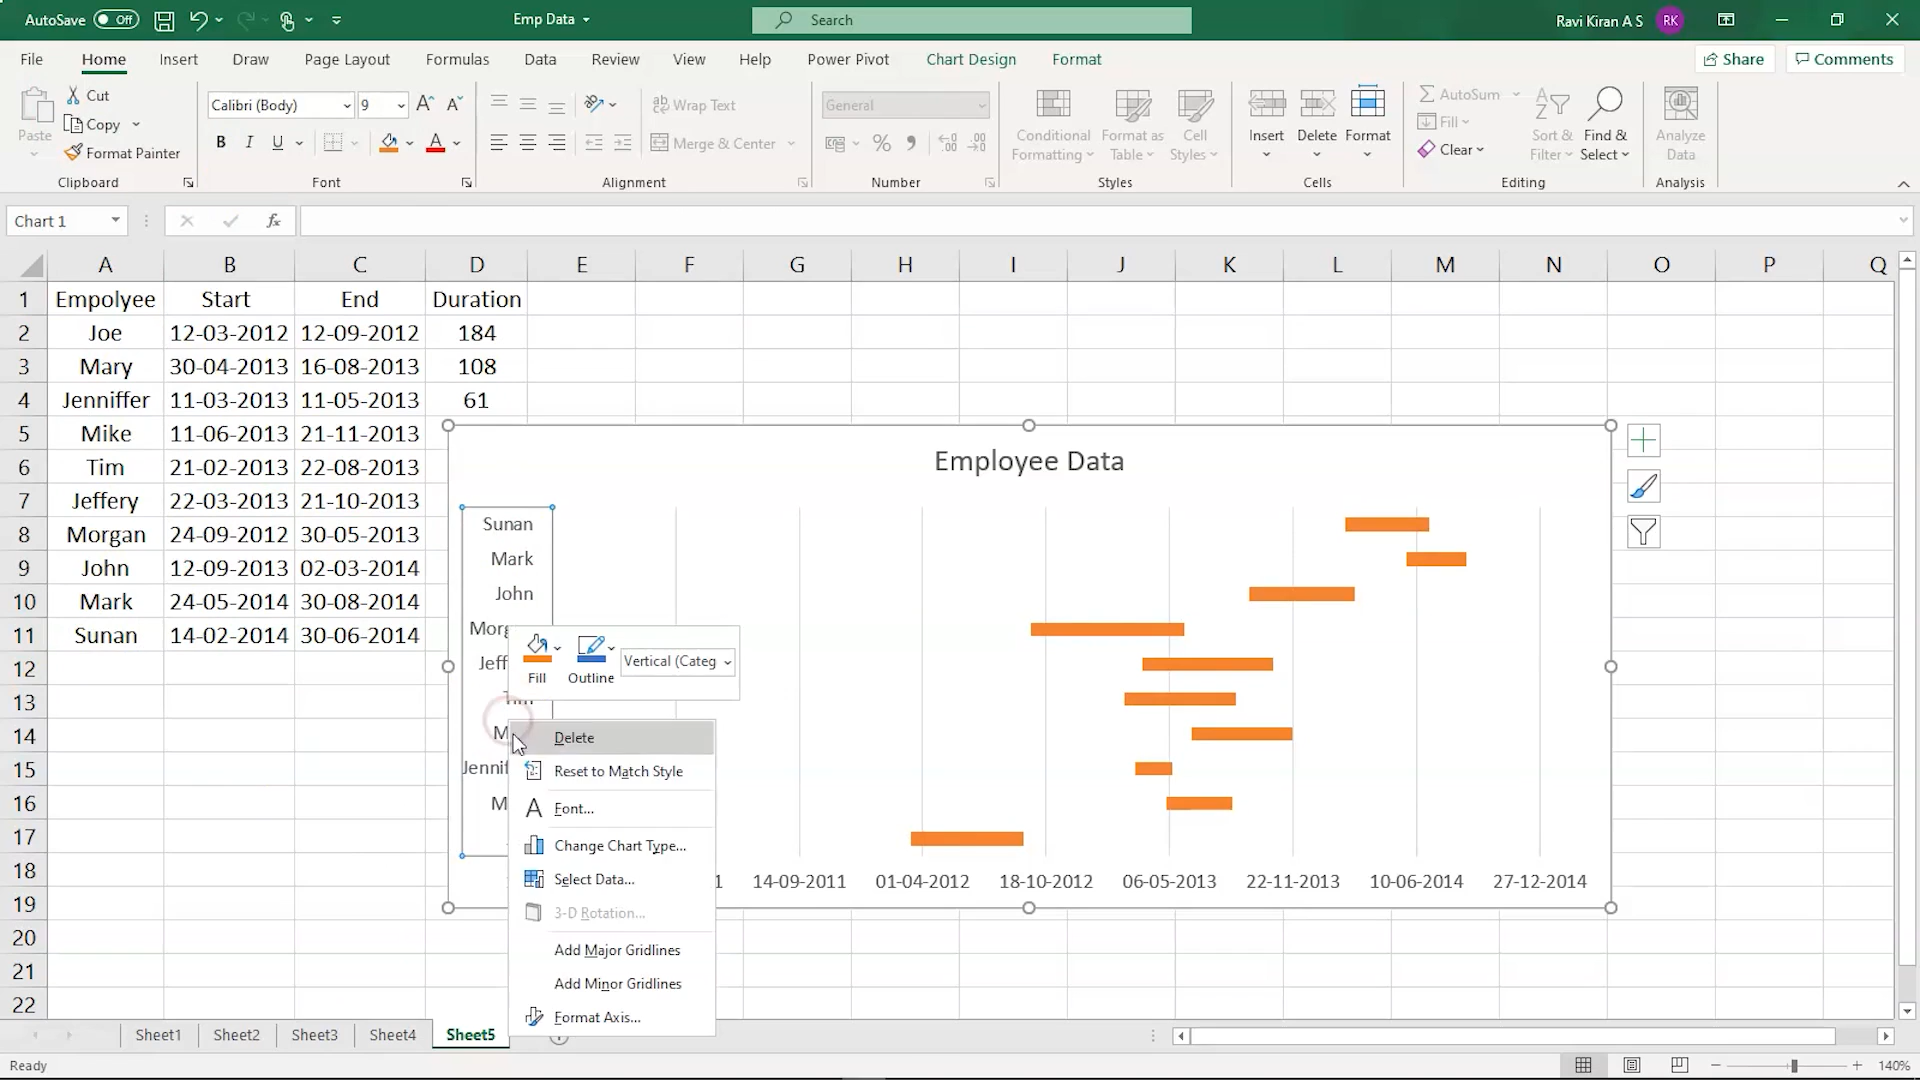 AutoSave Off Emp Data Search Ravi Kiran A S RK
File Home Insert Draw Page Layout Formulas Data Review View Help Power Pivot Chart Design Format Share Comments
Paste
Cut
Copy
Format Painter
Clipboard
Calibri (Body) 9
B I U
Font
Wrap Text
Merge & Center
Alignment
General
Number
Conditional Formatting
Format as Table
Cell Styles
Styles
Insert Delete Format
Cells
AutoSum
Fill
Clear
Sort & Filter
Find & Select
Editing
Analyze Data
Analysis
Chart 1 fx
A B C D E F G H I J K L M N O P Q
1 Empolyee Start End Duration
2 Joe 12-03-2012 12-09-2012 184
3 Mary 30-04-2013 16-08-2013 108
4 Jenniffer 11-03-2013 11-05-2013 61
5 Mike 11-06-2013 21-11-2013
6 Tim 21-02-2013 22-08-2013
7 Jeffery 22-03-2013 21-10-2013
8 Morgan 24-09-2012 30-05-2013
9 John 12-09-2013 02-03-2014
10 Mark 24-05-2014 30-08-2014
11 Sunan 14-02-2014 30-06-2014
12
13
14
15
16
17
18
19
20
21
22
Employee Data
Sunan
Mark
John
Morg
Jeff
Tim
M
Jennif
M
1 14-09-2011 01-04-2012 18-10-2012 06-05-2013 22-11-2013 10-06-2014 27-12-2014
Fill Outline Vertical (Categ
Delete
Reset to Match Style
Font...
Change Chart Type...
Select Data...
3-D Rotation...
Add Major Gridlines
Add Minor Gridlines
Format Axis...
Sheet1 Sheet2 Sheet3 Sheet4 Sheet5
Ready 140%